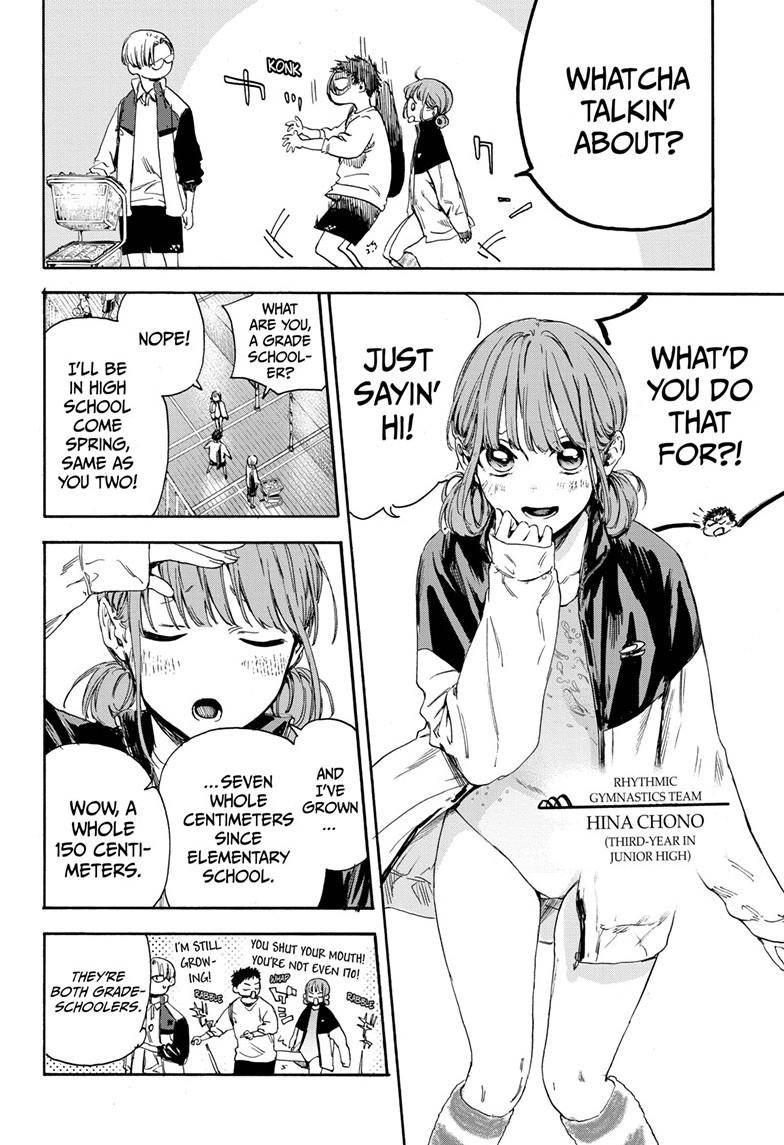 WHATCHA
TALKIN'
ABOUT?
KONK
WHAT'D
YOU DO
THAT
FOR?!
JUST
SAYIN'
HI!
RHYTHMIC
GYMNASTICS TEAM
HINA CHONO
(THIRD-YEAR IN
JUNIOR HIGH)
WHAT
ARE YOU,
A GRADE
SCHOOL-
ER?
NOPE!
I'LL BE
IN HIGH
SCHOOL
COME
SPRING,
SAME AS
YOU TWO!
AND
I'VE
GROWN
...
...SEVEN
WHOLE
CENTIMETERS
SINCE
ELEMENTARY
SCHOOL.
WOW, A
WHOLE
150 CENTI-
METERS.
YOU SHUT YOUR MOUTH!
YOU'RE NOT EVEN 170!
I'M STILL
GROW-
ING!
RABBLE
WHAP
RABBLE
THEY'RE
BOTH GRADE-
SCHOOLERS.